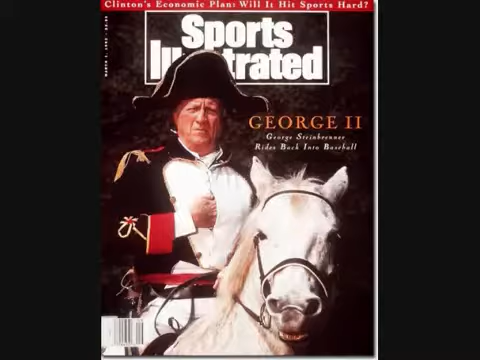 Clinton's Economic Plan: Will It Hit Sports Hard?
Sports
Illustrated
GEORGE II
George Steinbrenner
Rides Back Into Baseball